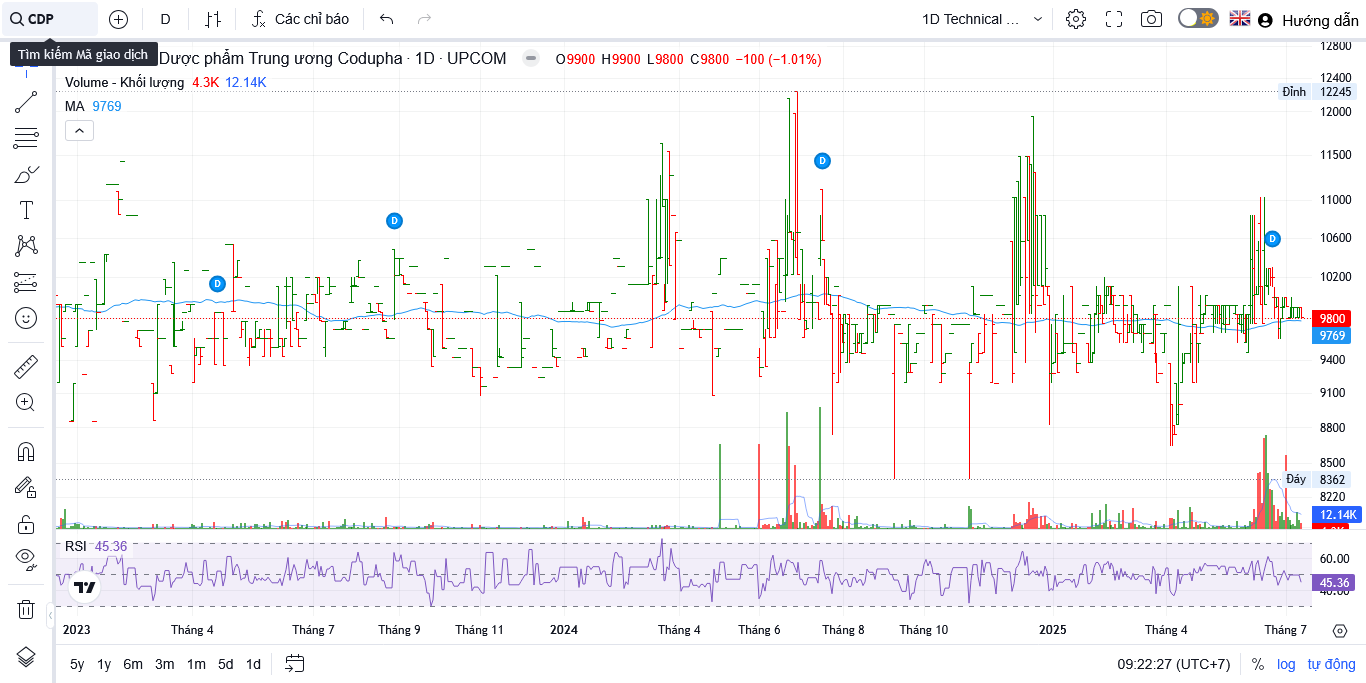 CDP
D
Các chỉ báo
1D Technical ...
Hướng dẫn
Tìm kiếm Mã giao dịch
Dược phẩm Trung ương Codupha · 1D · UPCOM
O9900 H9900 L9800 C9800 −100 (−1.01%)
Volume - Khối lượng 4.3K 12.14K
MA 9769
12800
12400
Đỉnh 12245
12000
11500
11000
10600
10200
9800
9769
9400
9100
8800
8500
Đáy 8362
8220
12.14K
D
D
D
D
RSI 45.36
60.00
45.36
40.00
2023 Tháng 4 Tháng 7 Tháng 9 Tháng 11 2024 Tháng 4 Tháng 6 Tháng 8 Tháng 10 2025 Tháng 4 Tháng 7
5y 1y 6m 3m 1m 5d 1d
09:22:27 (UTC+7) % log tự động